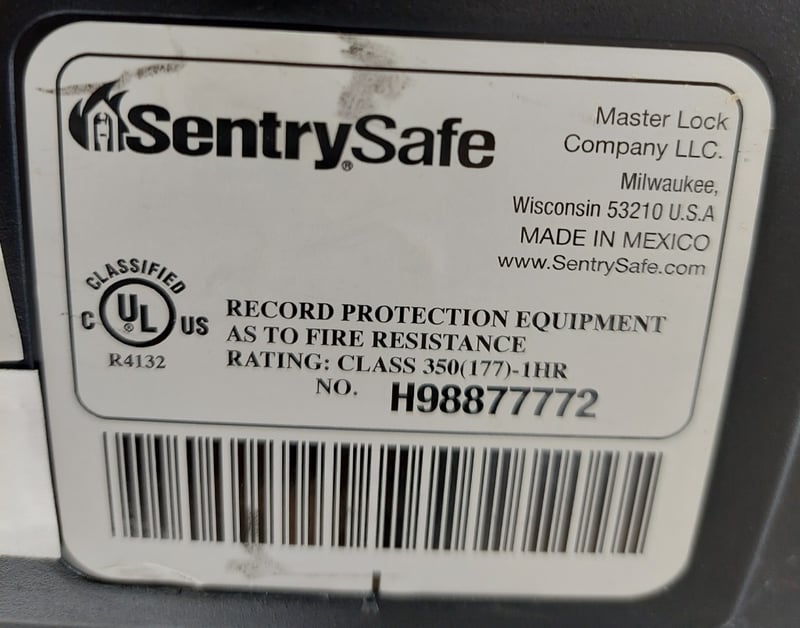 SentrySafe®
Master Lock
Company LLC.
Milwaukee,
Wisconsin 53210 U.S.A
MADE IN MEXICO
www.SentrySafe.com
CLASSIFIED
C UL® US
R4132
RECORD PROTECTION EQUIPMENT
AS TO FIRE RESISTANCE
RATING: CLASS 350(177)-1HR
NO. H98877772